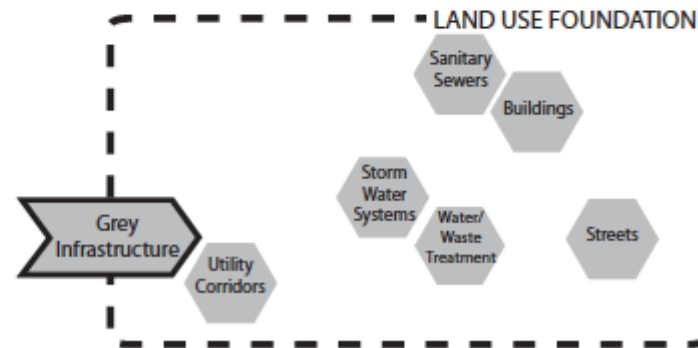 LAND USE FOUNDATION
Sanitary
Sewers
Buildings
Storm
Water
Systems
Water/
Waste
Treatment
Streets
Grey
Infrastructure
Utility
Corridors